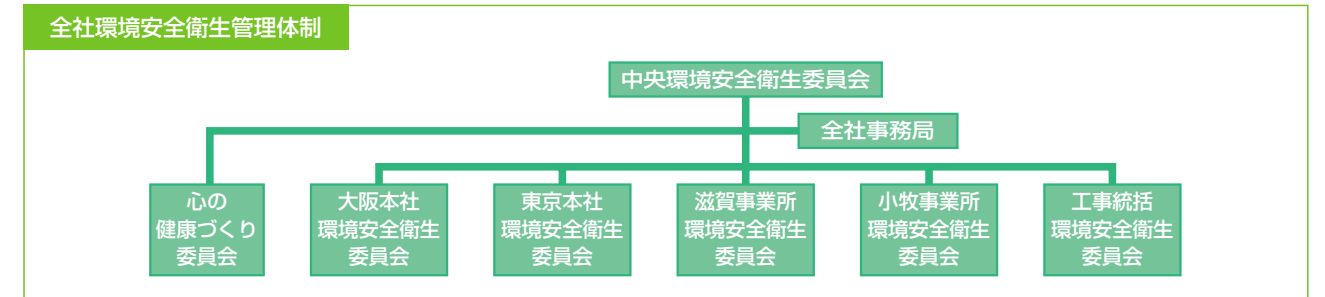 全社環境安全衛生管理体制
中央環境安全衛生委員会
全社事務局
心の
健康づくり
委員会
大阪本社
環境安全衛生
委員会
東京本社
環境安全衛生
委員会
滋賀事業所
環境安全衛生
委員会
小牧事業所
環境安全衛生
委員会
工事統括
環境安全衛生
委員会